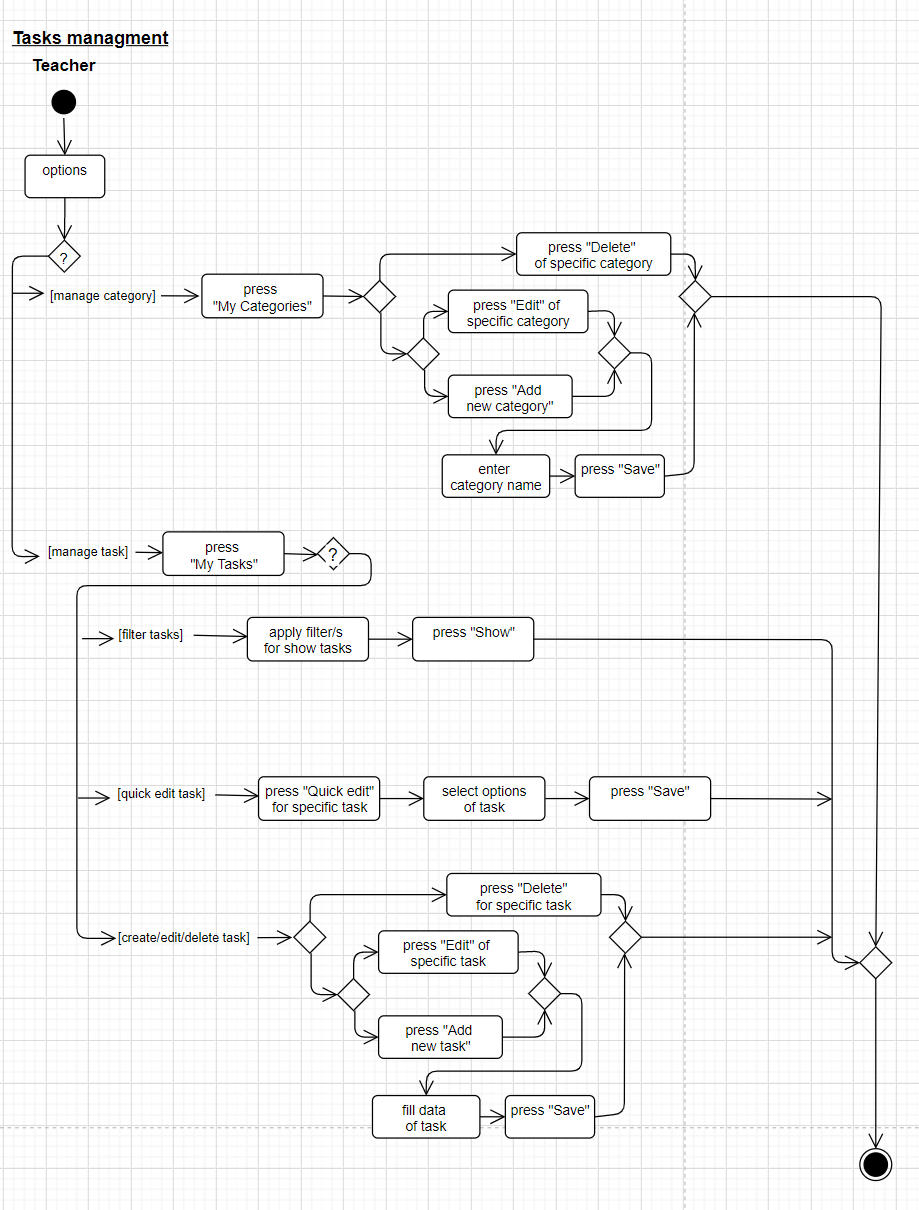 Tasks managment
Teacher
options
?
[manage category]
press
"My Categories"
press "Delete"
of specific category
press "Edit" of
specific category
press "Add
new category"
enter
category name
press "Save"
[manage task]
press
"My Tasks"
?
[filter tasks]
apply filter/s
for show tasks
press "Show"
[quick edit task]
press "Quick edit"
for specific task
select options
of task
press "Save"
[create/edit/delete task]
press "Delete"
for specific task
press "Edit" of
specific task
press "Add
new task"
fill data
of task
press "Save"